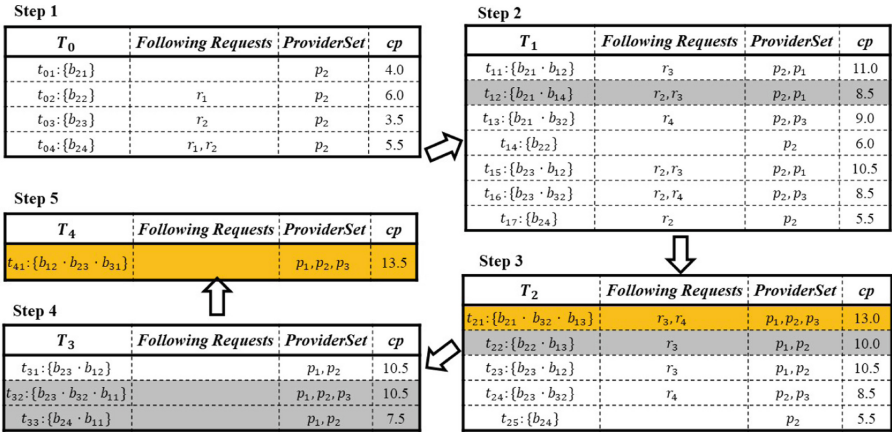 Step 1
T0 Following Requests ProviderSet cp
t01:{b21} p2 4.0
t02:{b22} r1 p2 6.0
t03:{b23} r2 p2 3.5
t04:{b24} r1, r2 p2 5.5
Step 2
T1 Following Requests ProviderSet cp
t11:{b21 · b12} r3 p2, p1 11.0
t12:{b21 · b14} r2, r3 p2, p1 8.5
t13:{b21 · b32} r4 p2, p3 9.0
t14:{b22} p2 6.0
t15:{b23 · b12} r2, r3 p2, p1 10.5
t16:{b23 · b32} r2, r4 p2, p3 8.5
t17:{b24} r2 p2 5.5
Step 3
T2 Following Requests ProviderSet cp
t21:{b21 · b32 · b13} r3, r4 p1, p2, p3 13.0
t22:{b22 · b13} r3 p1, p2 10.0
t23:{b23 · b12} r3 p1, p2 10.5
t24:{b23 · b32} r4 p2, p3 8.5
t25:{b24} p2 5.5
Step 4
T3 Following Requests ProviderSet cp
t31:{b23 · b12} p1, p2 10.5
t32:{b23 · b32 · b11} p1, p2, p3 10.5
t33:{b24 · b11} p1, p2 7.5
Step 5
T4 Following Requests ProviderSet cp
t41:{b12 · b23 · b31} p1, p2, p3 13.5